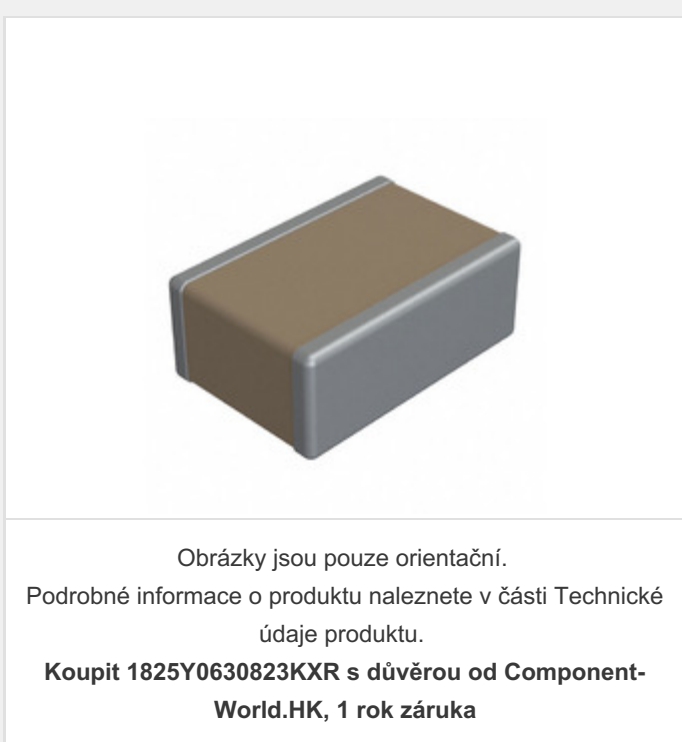 Obrázky jsou pouze orientační.
Podrobné informace o produktu naleznete v části Technické
údaje produktu.
Koupit 1825Y0630823KXR s důvěrou od Component-
World.HK, 1 rok záruka